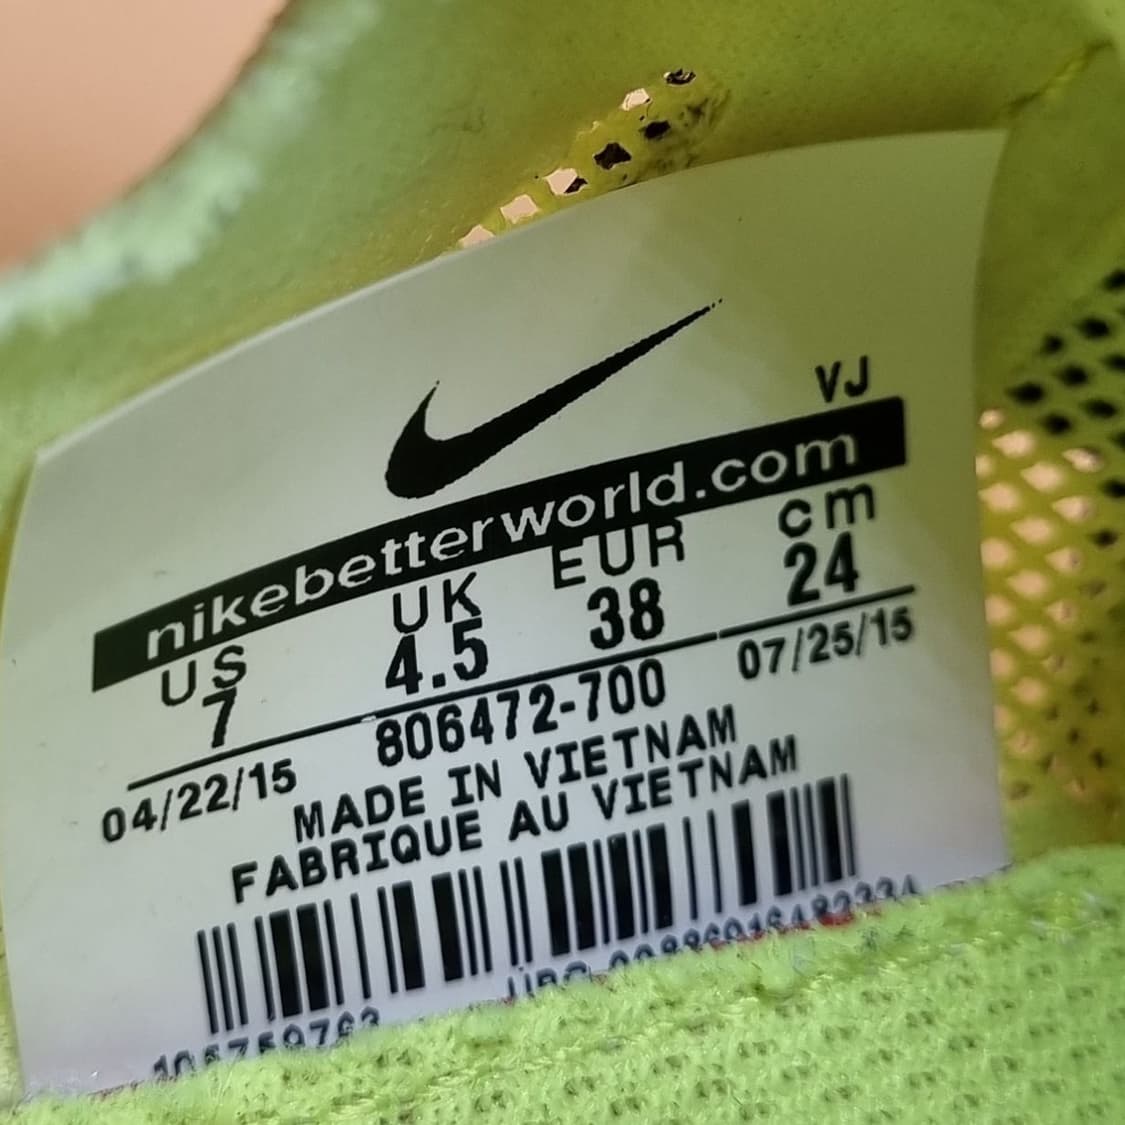 VJ
nikebetterworld.com
US UK EUR cm
7 4.5 38 24
04/22/15 806472-700 07/25/15
MADE IN VIETNAM
FABRIQUE AU VIETNAM